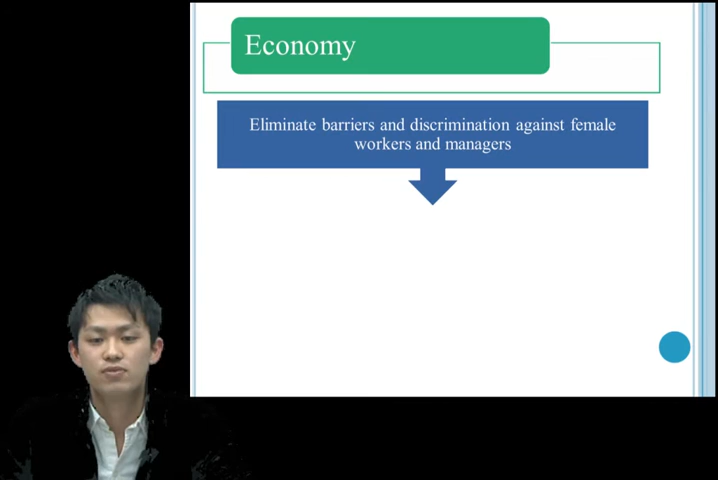 Economy
Eliminate barriers and discrimination against female
workers and managers